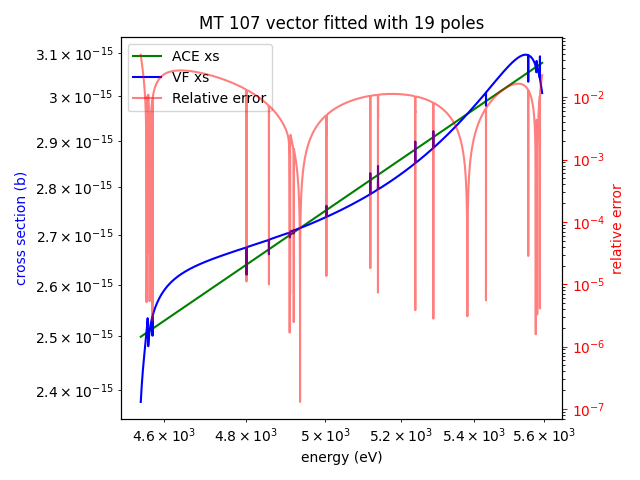 MT 107 vector fitted with 19 poles
ACE xs
VF xs
Relative error
3.1 × 10⁻¹⁵
3 × 10⁻¹⁵
2.9 × 10⁻¹⁵
2.8 × 10⁻¹⁵
2.7 × 10⁻¹⁵
2.6 × 10⁻¹⁵
2.5 × 10⁻¹⁵
2.4 × 10⁻¹⁵
cross section (b)
10⁻²
10⁻³
10⁻⁴
10⁻⁵
10⁻⁶
10⁻⁷
relative error
4.6 × 10³ 4.8 × 10³ 5 × 10³ 5.2 × 10³ 5.4 × 10³ 5.6 × 10³
energy (eV)